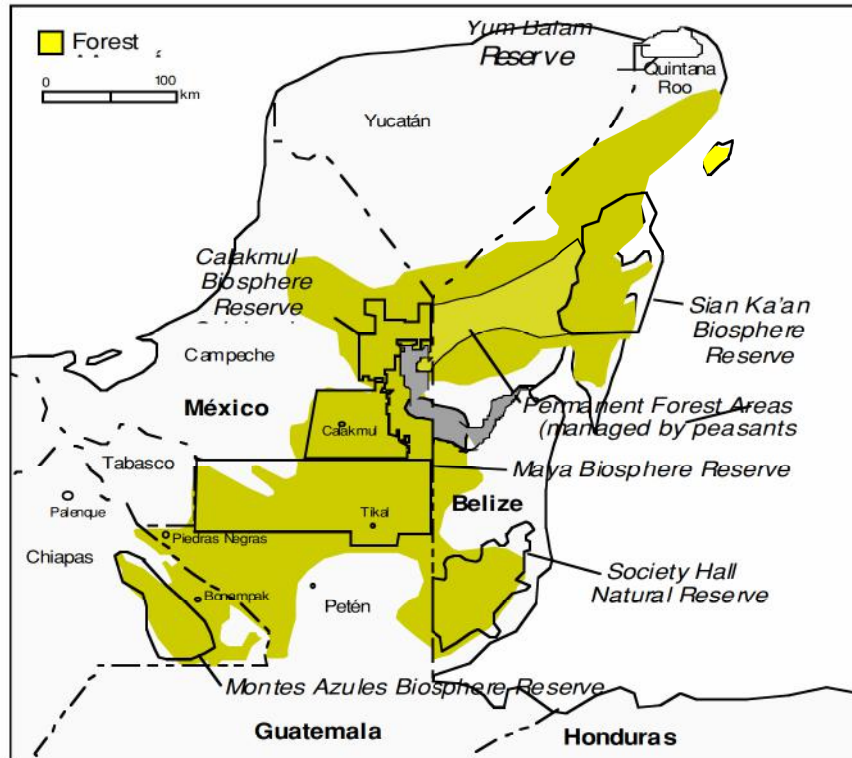 Forest
0
100
km
Yum Balam
Reserve
Quintana
Roo
Yucatán
Calakmul
Biosphere
Reserve
Sian Ka'an
Biosphere
Reserve
Campeche
México
Permanent Forest Areas
(managed by peasants
Calakmul
Tabasco
Maya Biosphere Reserve
Palenque
Tikal
Belize
Piedras Negras
Chiapas
Society Hall
Natural Reserve
Bonampak
Petén
Montes Azules Biosphere Reserve
Guatemala
Honduras